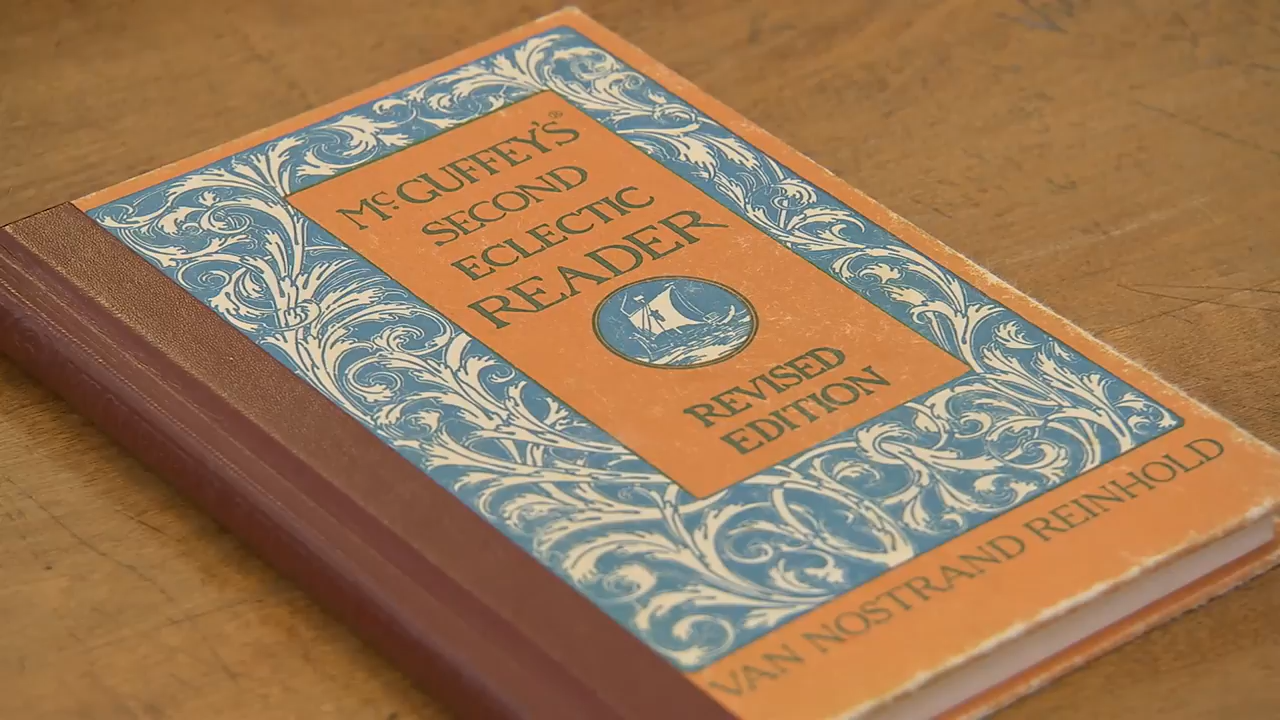 McGUFFEY'S®
SECOND
ECLECTIC
READER
REVISED
EDITION
VAN NOSTRAND REINHOLD